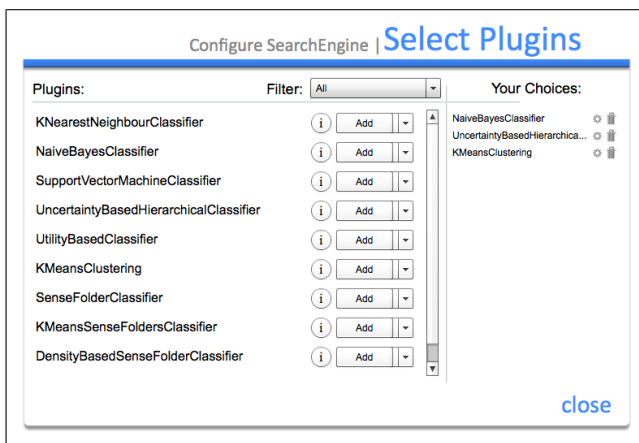 Configure SearchEngine | Select Plugins
Plugins: Filter: All Your Choices:
KNearestNeighbourClassifier i Add
NaiveBayesClassifier i Add
SupportVectorMachineClassifier i Add
UncertaintyBasedHierarchicalClassifier i Add
UtilityBasedClassifier i Add
KMeansClustering i Add
SenseFolderClassifier i Add
KMeansSenseFoldersClassifier i Add
DensityBasedSenseFolderClassifier i Add
NaiveBayesClassifier
UncertaintyBasedHierarchica...
KMeansClustering
close